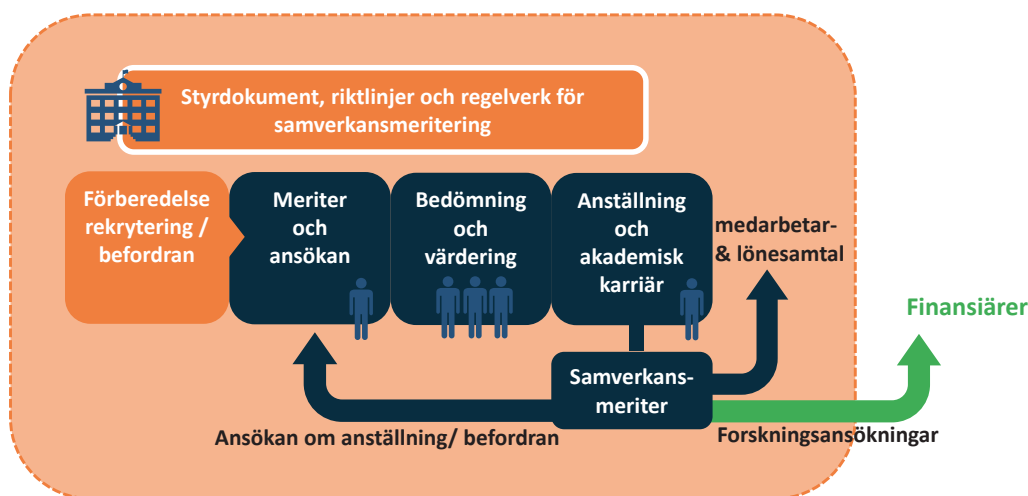 Styrdokument, riktlinjer och regelverk för
samverkansmeritering
Förberedelse
rekrytering /
befordran
Meriter
och
ansökan
Bedömning
och
värdering
Anställning
och
akademisk
karriär
medarbetar-
& lönesamtal
Finansiärer
Samverkans-
meriter
Ansökan om anställning/ befordran
Forskningsansökningar